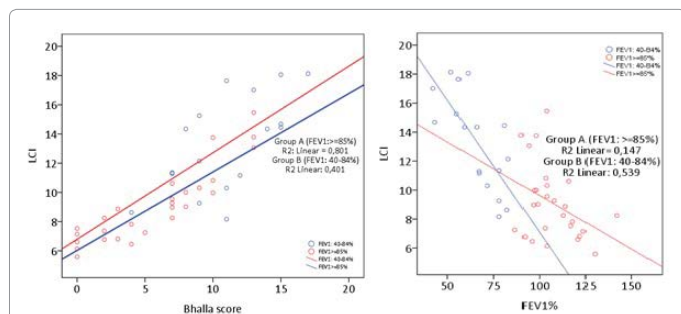 LCI
20
18
16
14
12
10
8
6
0
5
10
15
20
Bhalla score
Group A (FEV1:>=85%)
R2 Linear = 0,801
Group B (FEV1: 40-84%)
R2 Linear: 0,401
FEV1: 40-84%
FEV1>=85%
FEV1: 40-84%
FEV1>=85%
LCI
20
18
16
14
12
10
8
6
25
50
75
100
125
150
FEV1%
FEV1: 40-84%
FEV1>=85%
FEV1: 40-84%
FEV1>=85%
Group A (FEV1: >=85%)
R2 Linear= 0,147
Group B (FEV1: 40-84%)
R2 Linear: 0,539